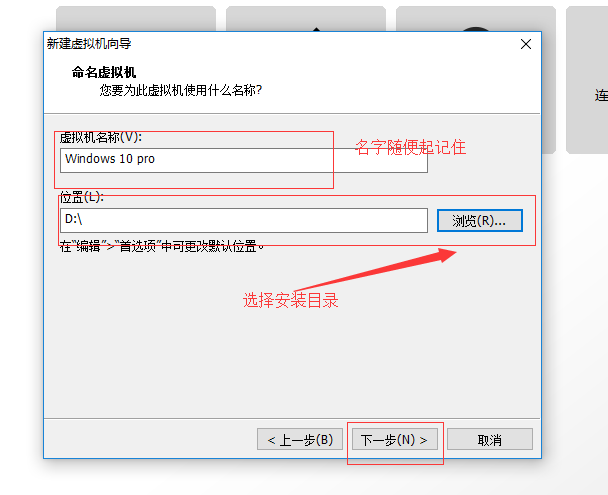 新建虚拟机向导
命名虚拟机
您要为此虚拟机使用什么名称?
连
虚拟机名称(V):
名字随便起记住
Windows 10 pro
位置(L):
D:\
浏览(R)...
在“编辑”>“首选项”中可更改默认位置。
选择安装目录
< 上一步(B)
下一步(N) >
取消